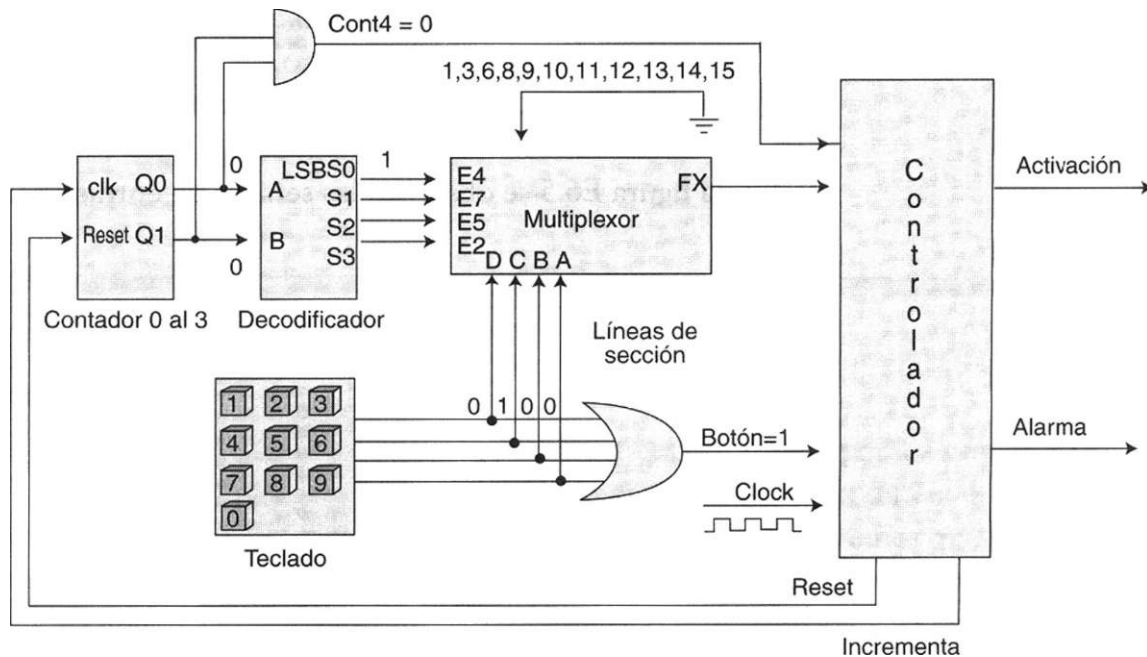 Cont4 = 0
1,3,6,8,9,10,11,12,13,14,15
0
LSB S0
1
clk Q0
A
E4
FX
S1
E7
S2
E5
Multiplexor
Reset Q1
B
S3
E2
0
D C B A
Contador 0 al 3
Decodificador
Controlador
Activación
Líneas de
sección
1 2 3
0 1 0 0
4 5 6
Botón=1
Alarma
7 8 9
Clock
0
Teclado
Reset
Incrementa